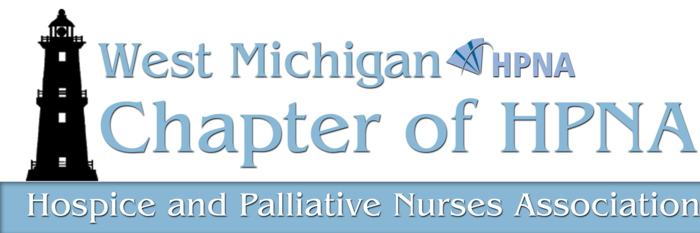 West Michigan HPNA
Chapter of HPNA
Hospice and Palliative Nurses Association